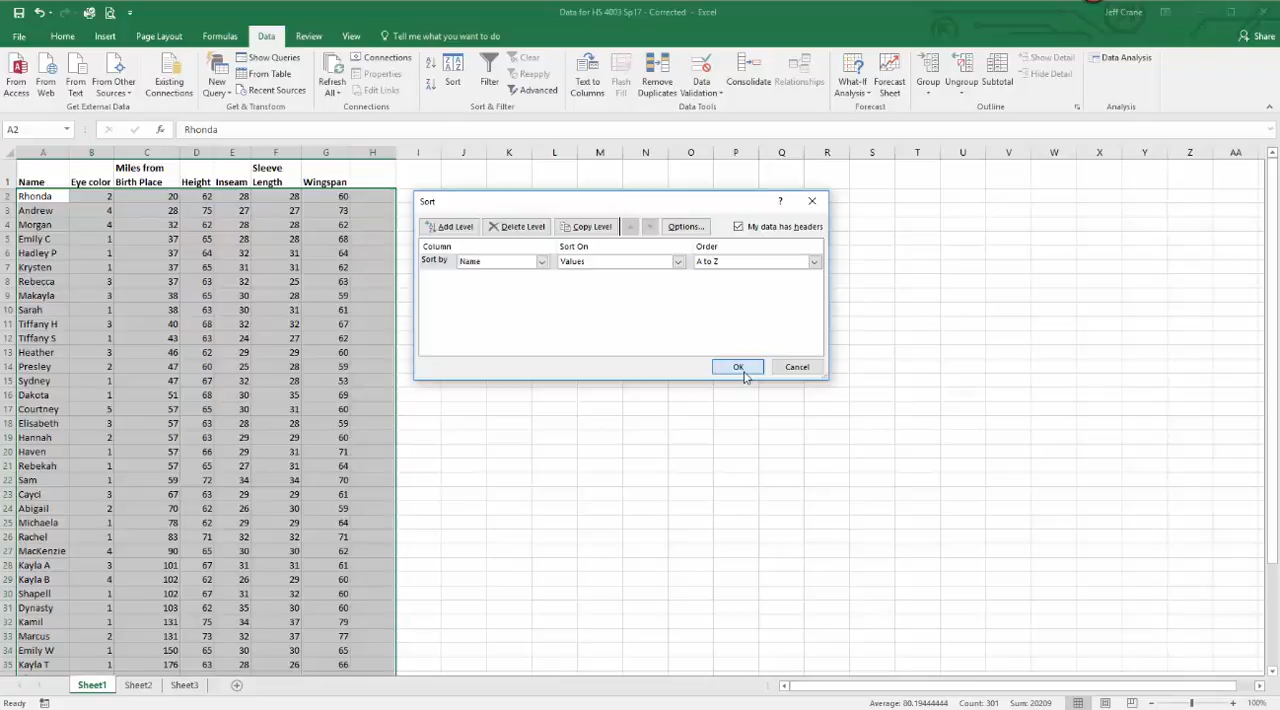 Data for HS 4003 Sp17 - Corrected - Excel
Jeff Crane
File Home Insert Page Layout Formulas Data Review View Tell me what you want to do
Share
From Access
From Web
From Text
From Other Sources
Existing Connections
Get External Data
New Query
Show Queries
From Table
Recent Sources
Get & Transform
Refresh All
Connections
Properties
Edit Links
Connections
Sort
Filter
Clear
Reapply
Advanced
Sort & Filter
Text to Columns
Flash Fill
Remove Duplicates
Data Validation
Consolidate
Relationships
Data Tools
What-If Analysis
Forecast Sheet
Forecast
Group
Ungroup
Subtotal
Show Detail
Hide Detail
Outline
Data Analysis
Analysis
A2 fx Rhonda
A B C D E F G H I J K L M N O P Q R S T U V W X Y Z AA
1 Name Eye color Miles from Birth Place Height Inseam Sleeve Length Wingspan
2 Rhonda 2 20 62 28 28 60
3 Andrew 4 28 75 27 27 73
4 Morgan 4 32 62 28 28 60
5 Emily C 1 37 65 28 28 68
6 Hadley P 1 37 64 32 31 64
7 Krysten 1 37 65 31 31 62
8 Rebecca 3 37 63 32 25 63
9 Makayla 3 38 65 30 28 59
10 Sarah 1 38 63 30 31 61
11 Tiffany H 3 40 68 32 32 67
12 Tiffany S 1 43 63 24 27 62
13 Heather 3 46 62 29 29 60
14 Presley 2 47 60 25 28 59
15 Sydney 1 47 67 32 28 53
16 Dakota 1 51 68 30 35 69
17 Courtney 5 57 65 30 31 60
18 Elisabeth 3 57 63 28 28 59
19 Hannah 2 57 63 29 29 60
20 Haven 1 57 66 29 31 71
21 Rebekah 1 57 65 27 31 64
22 Sam 1 59 72 34 34 70
23 Cayci 3 67 63 29 29 61
24 Abigail 2 70 62 26 30 59
25 Michaela 1 78 62 29 29 64
26 Rachel 1 83 71 32 32 71
27 MacKenzie 4 90 65 30 30 62
28 Kayla A 3 101 67 31 31 61
29 Kayla B 4 102 62 26 29 60
30 Shapell 1 102 67 31 32 60
31 Dynasty 1 103 62 35 30 60
32 Kamil 1 131 75 34 37 79
33 Marcus 2 131 73 32 37 77
34 Emily W 1 150 65 30 30 65
35 Kayla T 1 176 63 28 26 66
Sort ?
Add Level Delete Level Copy Level Options... My data has headers
Column Sort On Order
Sort by Name Values A to Z
OK Cancel
Sheet1 Sheet2 Sheet3
Ready Average: 80.19444444 Count: 301 Sum: 20209 100%